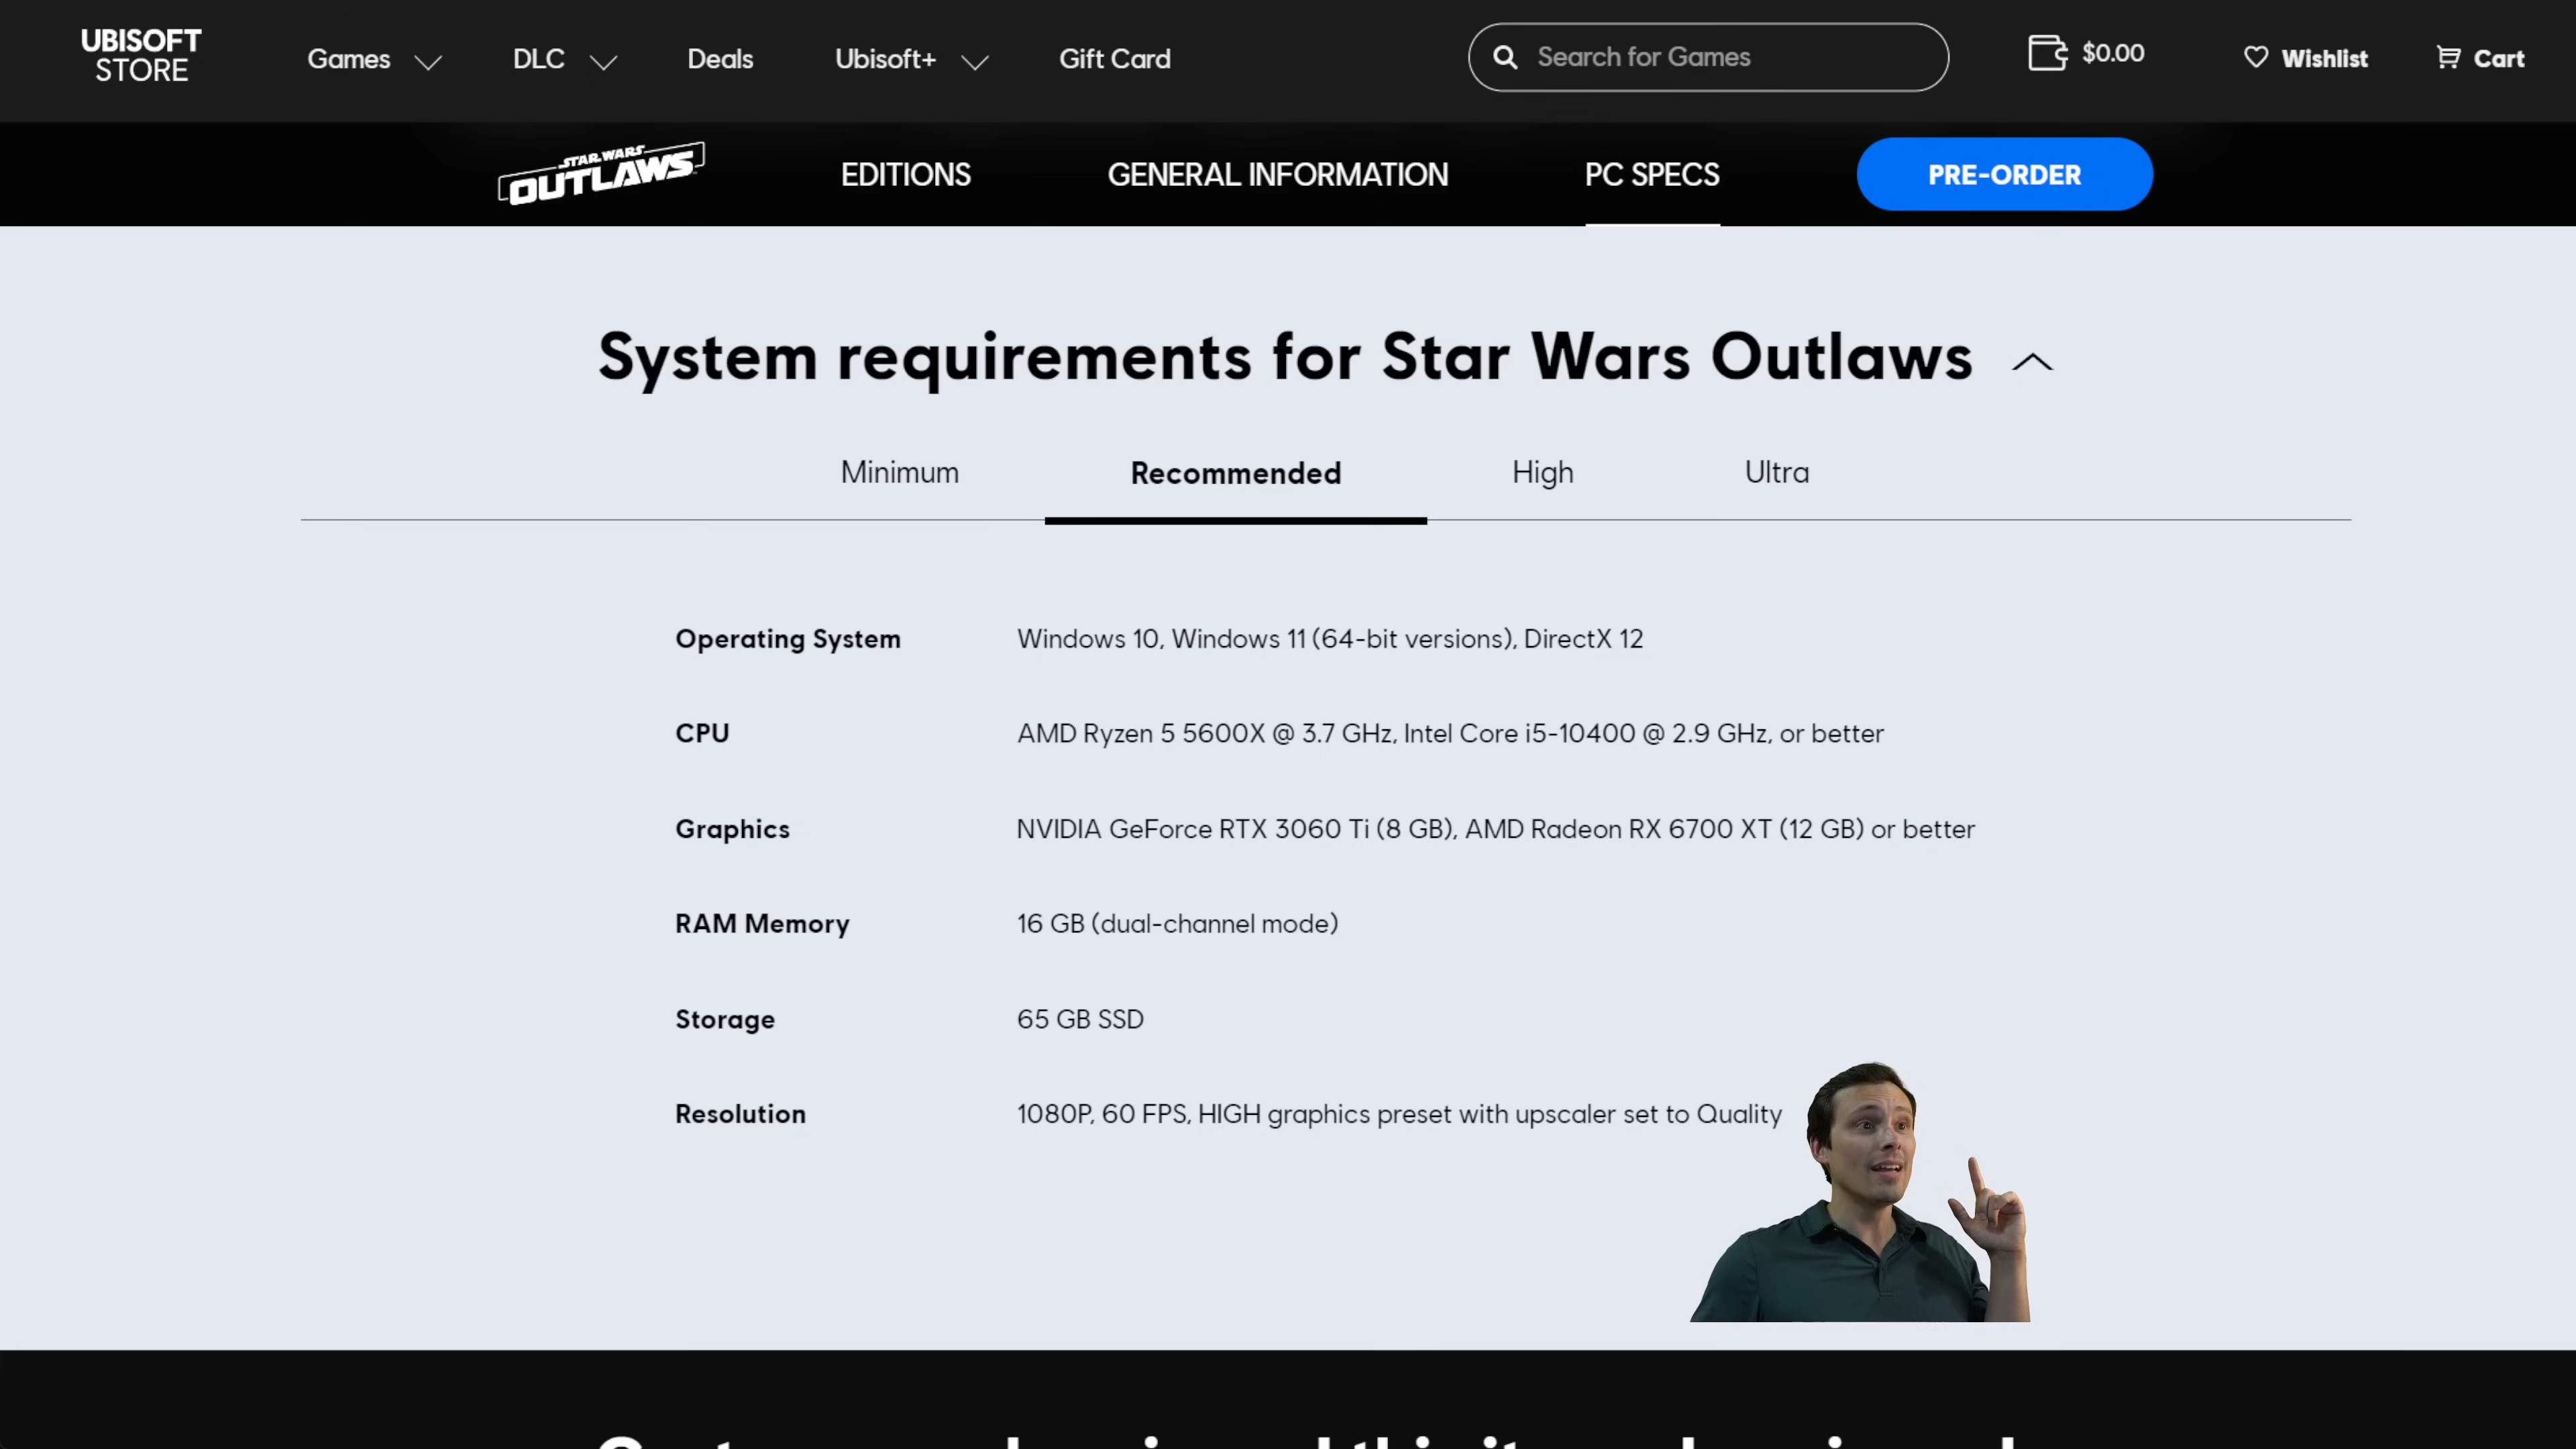 UBISOFT
STORE
Games
DLC
Deals
Ubisoft+
Gift Card
Search for Games
$0.00
Wishlist
Cart
STAR WARS
OUTLAWS
EDITIONS
GENERAL INFORMATION
PC SPECS
PRE-ORDER
System requirements for Star Wars Outlaws
Minimum
Recommended
High
Ultra
Operating System
Windows 10, Windows 11 (64-bit versions), DirectX 12
CPU
AMD Ryzen 5 5600X @ 3.7 GHz, Intel Core i5-10400 @ 2.9 GHz, or better
Graphics
NVIDIA GeForce RTX 3060 Ti (8 GB), AMD Radeon RX 6700 XT (12 GB) or better
RAM Memory
16 GB (dual-channel mode)
Storage
65 GB SSD
Resolution
1080P, 60 FPS, HIGH graphics preset with upscaler set to Quality